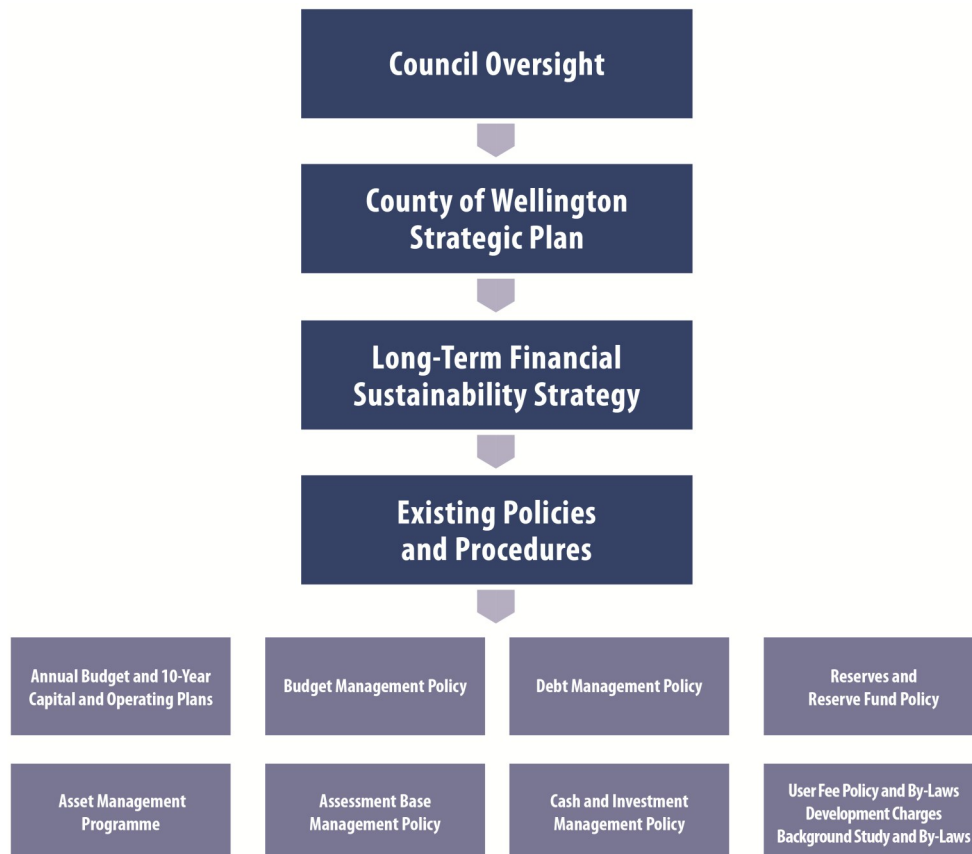 Council Oversight
County of Wellington
Strategic Plan
Long-Term Financial
Sustainability Strategy
Existing Policies
and Procedures
Annual Budget and 10-Year
Capital and Operating Plans
Budget Management Policy
Debt Management Policy
Reserves and
Reserve Fund Policy
Asset Management
Programme
Assessment Base
Management Policy
Cash and Investment
Management Policy
User Fee Policy and By-Laws
Development Charges
Background Study and By-Laws